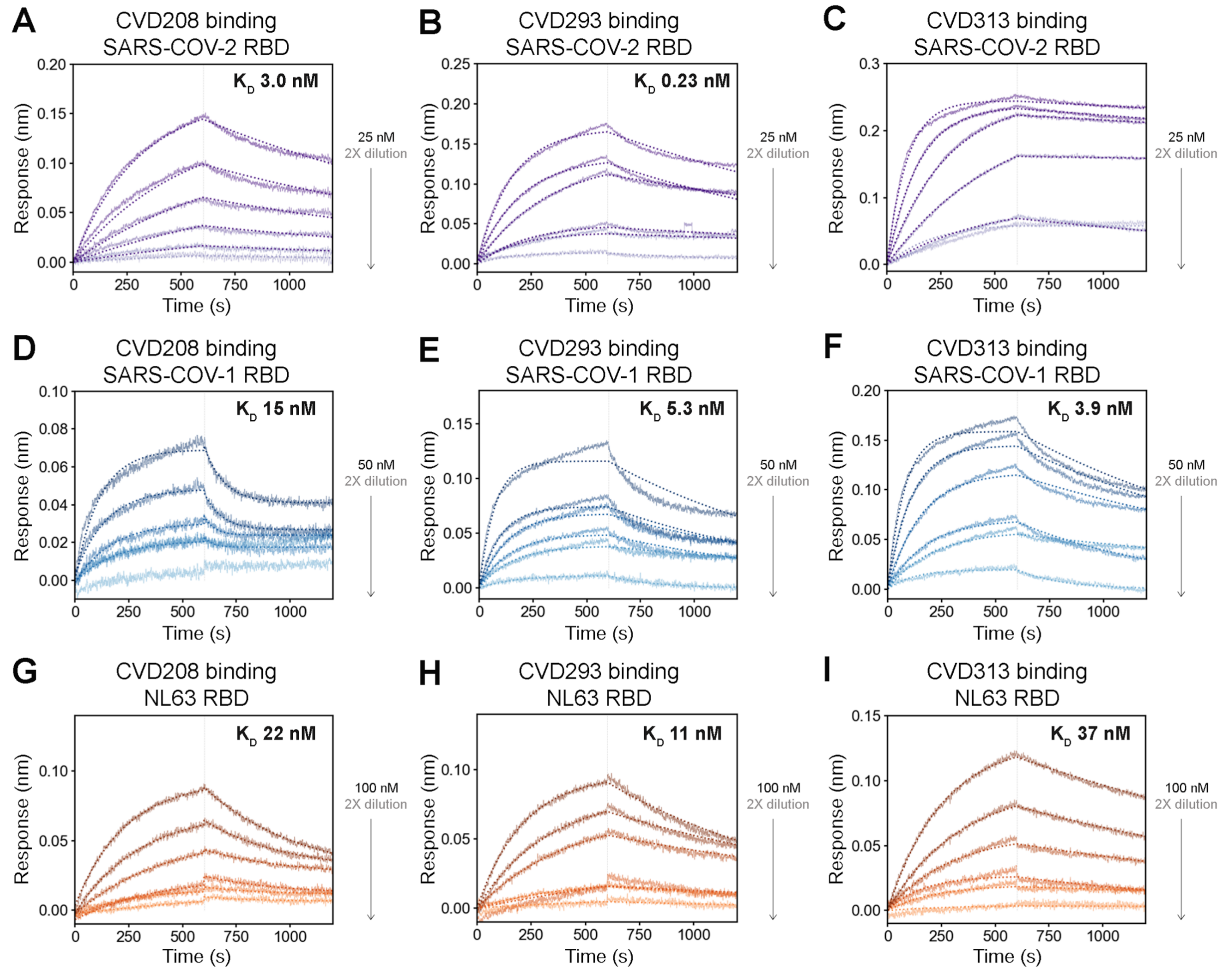 A
CVD208 binding
SARS-COV-2 RBD
K_D 3.0 nM
0.20
0.15
0.10
0.05
0.00
Response (nm)
0 250 500 750 1000
Time (s)
25 nM
2X dilution
B
CVD293 binding
SARS-COV-2 RBD
K_D 0.23 nM
0.25
0.20
0.15
0.10
0.05
0.00
Response (nm)
0 250 500 750 1000
Time (s)
25 nM
2X dilution
C
CVD313 binding
SARS-COV-2 RBD
0.3
0.2
0.1
0.0
Response (nm)
0 250 500 750 1000
Time (s)
25 nM
2X dilution
D
CVD208 binding
SARS-COV-1 RBD
K_D 15 nM
0.10
0.08
0.06
0.04
0.02
0.00
Response (nm)
0 250 500 750 1000
Time (s)
50 nM
2X dilution
E
CVD293 binding
SARS-COV-1 RBD
K_D 5.3 nM
0.15
0.10
0.05
0.00
Response (nm)
0 250 500 750 1000
Time (s)
50 nM
2X dilution
F
CVD313 binding
SARS-COV-1 RBD
K_D 3.9 nM
0.20
0.15
0.10
0.05
0.00
Response (nm)
0 250 500 750 1000
Time (s)
50 nM
2X dilution
G
CVD208 binding
NL63 RBD
K_D 22 nM
0.10
0.05
0.00
Response (nm)
0 250 500 750 1000
Time (s)
100 nM
2X dilution
H
CVD293 binding
NL63 RBD
K_D 11 nM
0.10
0.05
0.00
Response (nm)
0 250 500 750 1000
Time (s)
100 nM
2X dilution
I
CVD313 binding
NL63 RBD
K_D 37 nM
0.15
0.10
0.05
0.00
Response (nm)
0 250 500 750 1000
Time (s)
100 nM
2X dilution